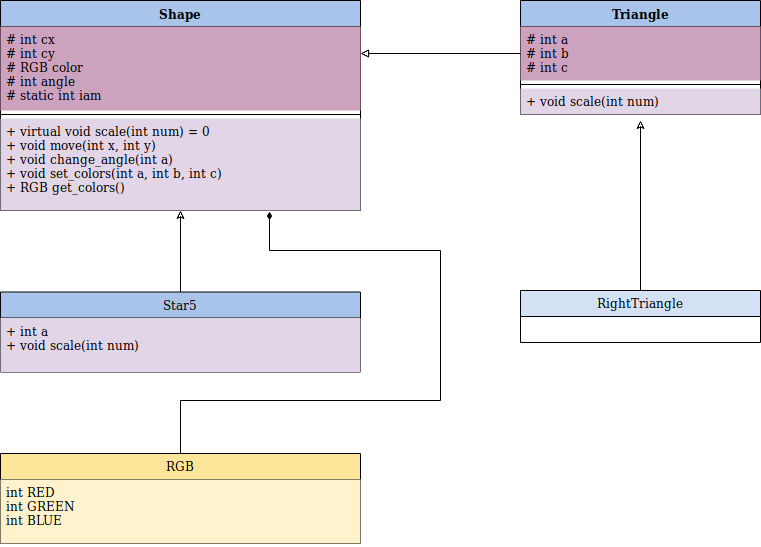 Shape
# int cx
# int cy
# RGB color
# int angle
# static int iam
+ virtual void scale(int num) = 0
+ void move(int x, int y)
+ void change_angle(int a)
+ void set_colors(int a, int b, int c)
+ RGB get_colors()
Triangle
# int a
# int b
# int c
+ void scale(int num)
Star5
+ int a
+ void scale(int num)
RightTriangle
RGB
int RED
int GREEN
int BLUE